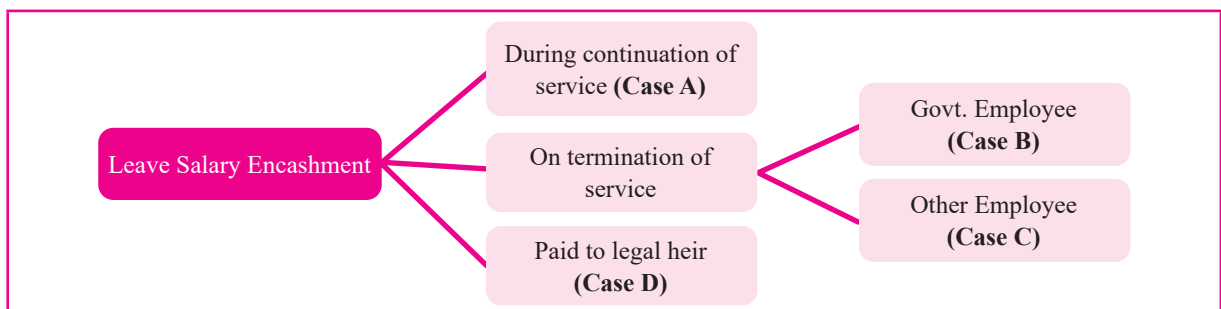 Leave Salary Encashment
During continuation of
service (Case A)
On termination of
service
Paid to legal heir
(Case D)
Govt. Employee
(Case B)
Other Employee
(Case C)